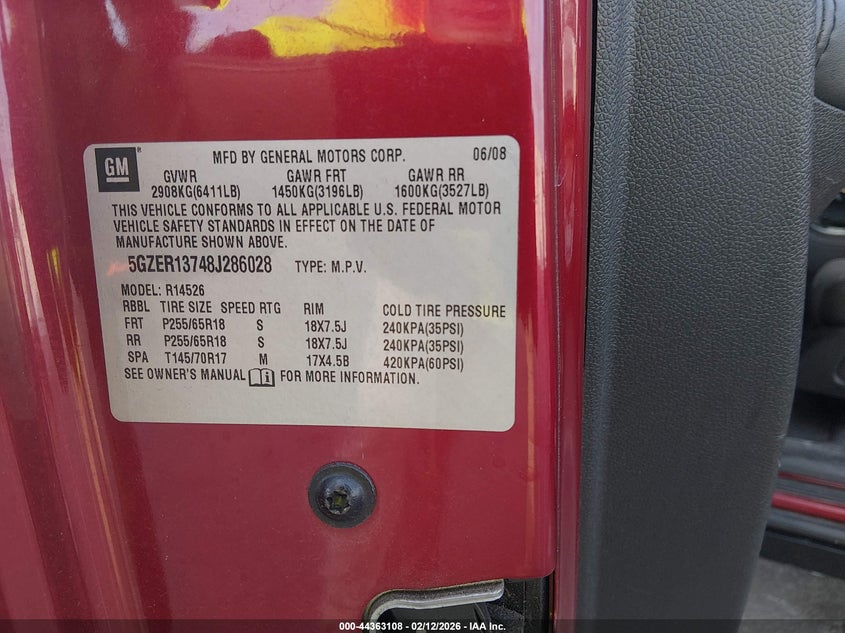 GM
MFD BY GENERAL MOTORS CORP. 06/08
GVWR GAWR FRT GAWR RR
2908KG(6411LB) 1450KG(3196LB) 1600KG(3527LB)
THIS VEHICLE CONFORMS TO ALL APPLICABLE U.S. FEDERAL MOTOR
VEHICLE SAFETY STANDARDS IN EFFECT ON THE DATE OF
MANUFACTURE SHOWN ABOVE.
5GZER13748J286028 TYPE: M.P.V.
MODEL: R14526
RBBL TIRE SIZE SPEED RTG RIM COLD TIRE PRESSURE
FRT P255/65R18 S 18X7.5J 240KPA(35PSI)
RR P255/65R18 S 18X7.5J 240KPA(35PSI)
SPA T145/70R17 M 17X4.5B 420KPA(60PSI)
SEE OWNER'S MANUAL FOR MORE INFORMATION.
000-44363108 - 02/12/2026 - IAA Inc.